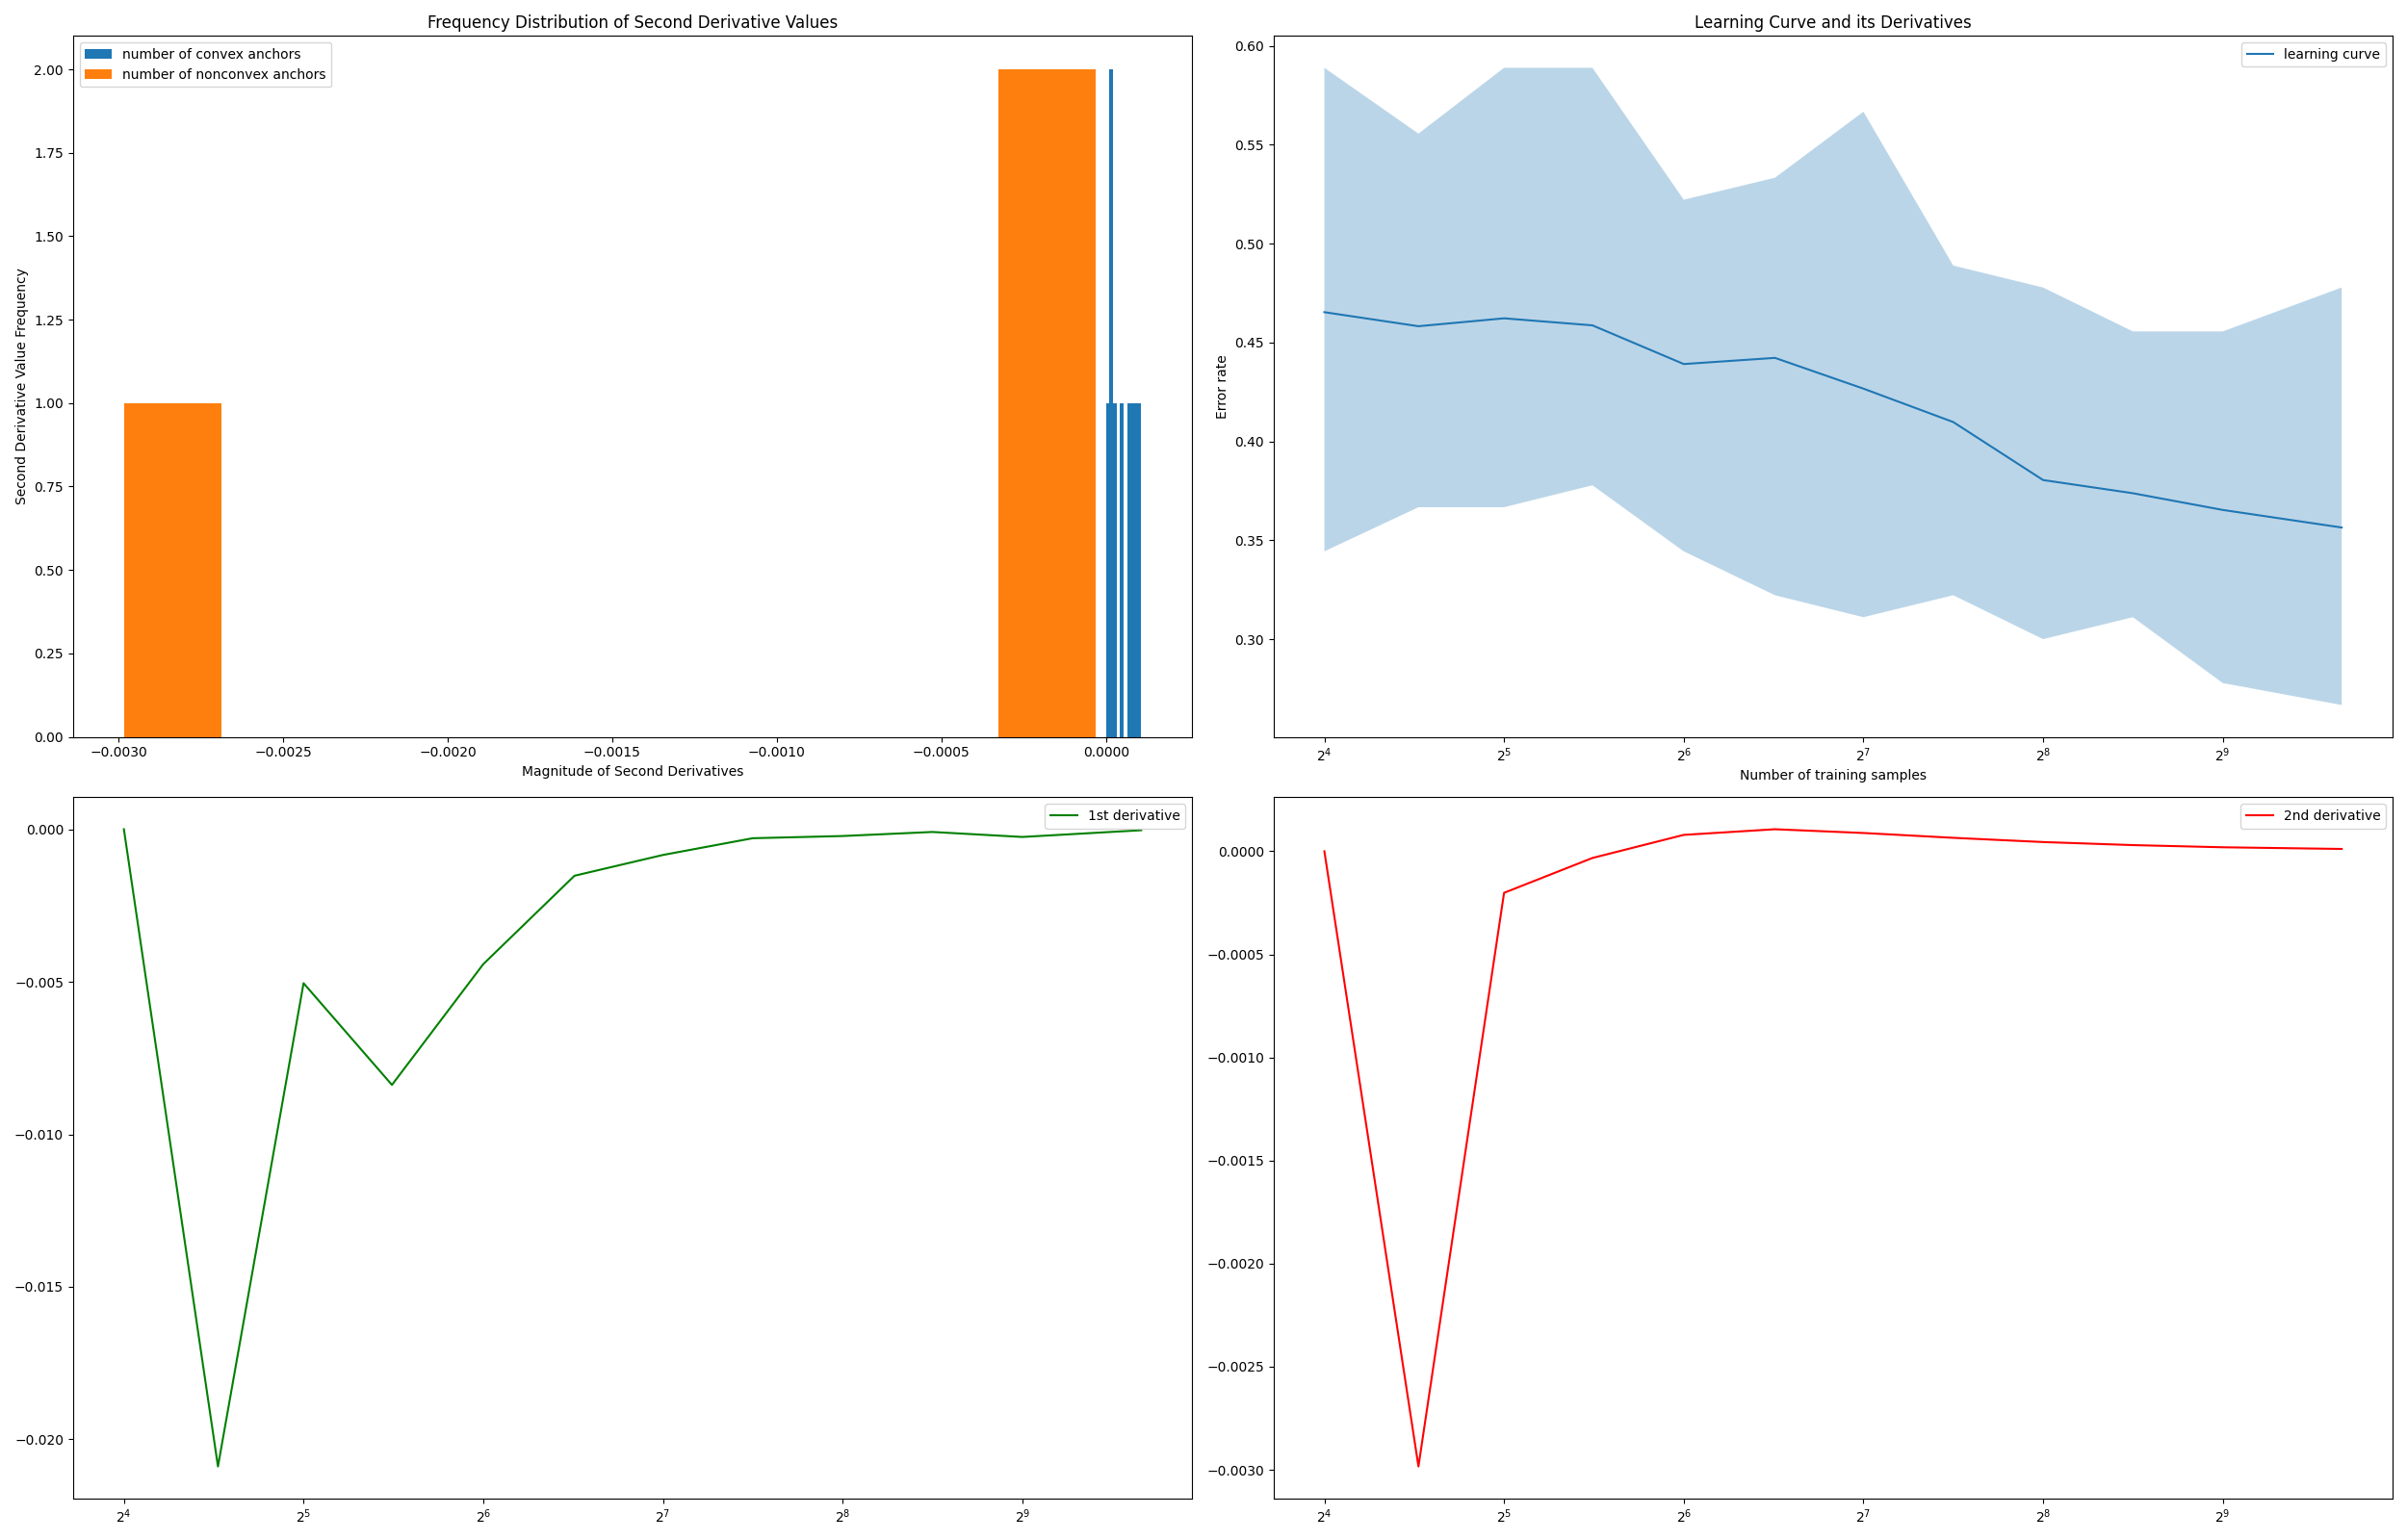 Frequency Distribution of Second Derivative Values
number of convex anchors
number of nonconvex anchors
2.00
1.75
1.50
1.25
1.00
0.75
0.50
0.25
0.00
Second Derivative Value Frequency
−0.0030 −0.0025 −0.0020 −0.0015 −0.0010 −0.0005 0.0000
Magnitude of Second Derivatives
Learning Curve and its Derivatives
learning curve
0.60
0.55
0.50
0.45
0.40
0.35
0.30
Error rate
2⁴ 2⁵ 2⁶ 2⁷ 2⁸ 2⁹
Number of training samples
1st derivative
0.000
−0.005
−0.010
−0.015
−0.020
2⁴ 2⁵ 2⁶ 2⁷ 2⁸ 2⁹
2nd derivative
0.0000
−0.0005
−0.0010
−0.0015
−0.0020
−0.0025
−0.0030
2⁴ 2⁵ 2⁶ 2⁷ 2⁸ 2⁹